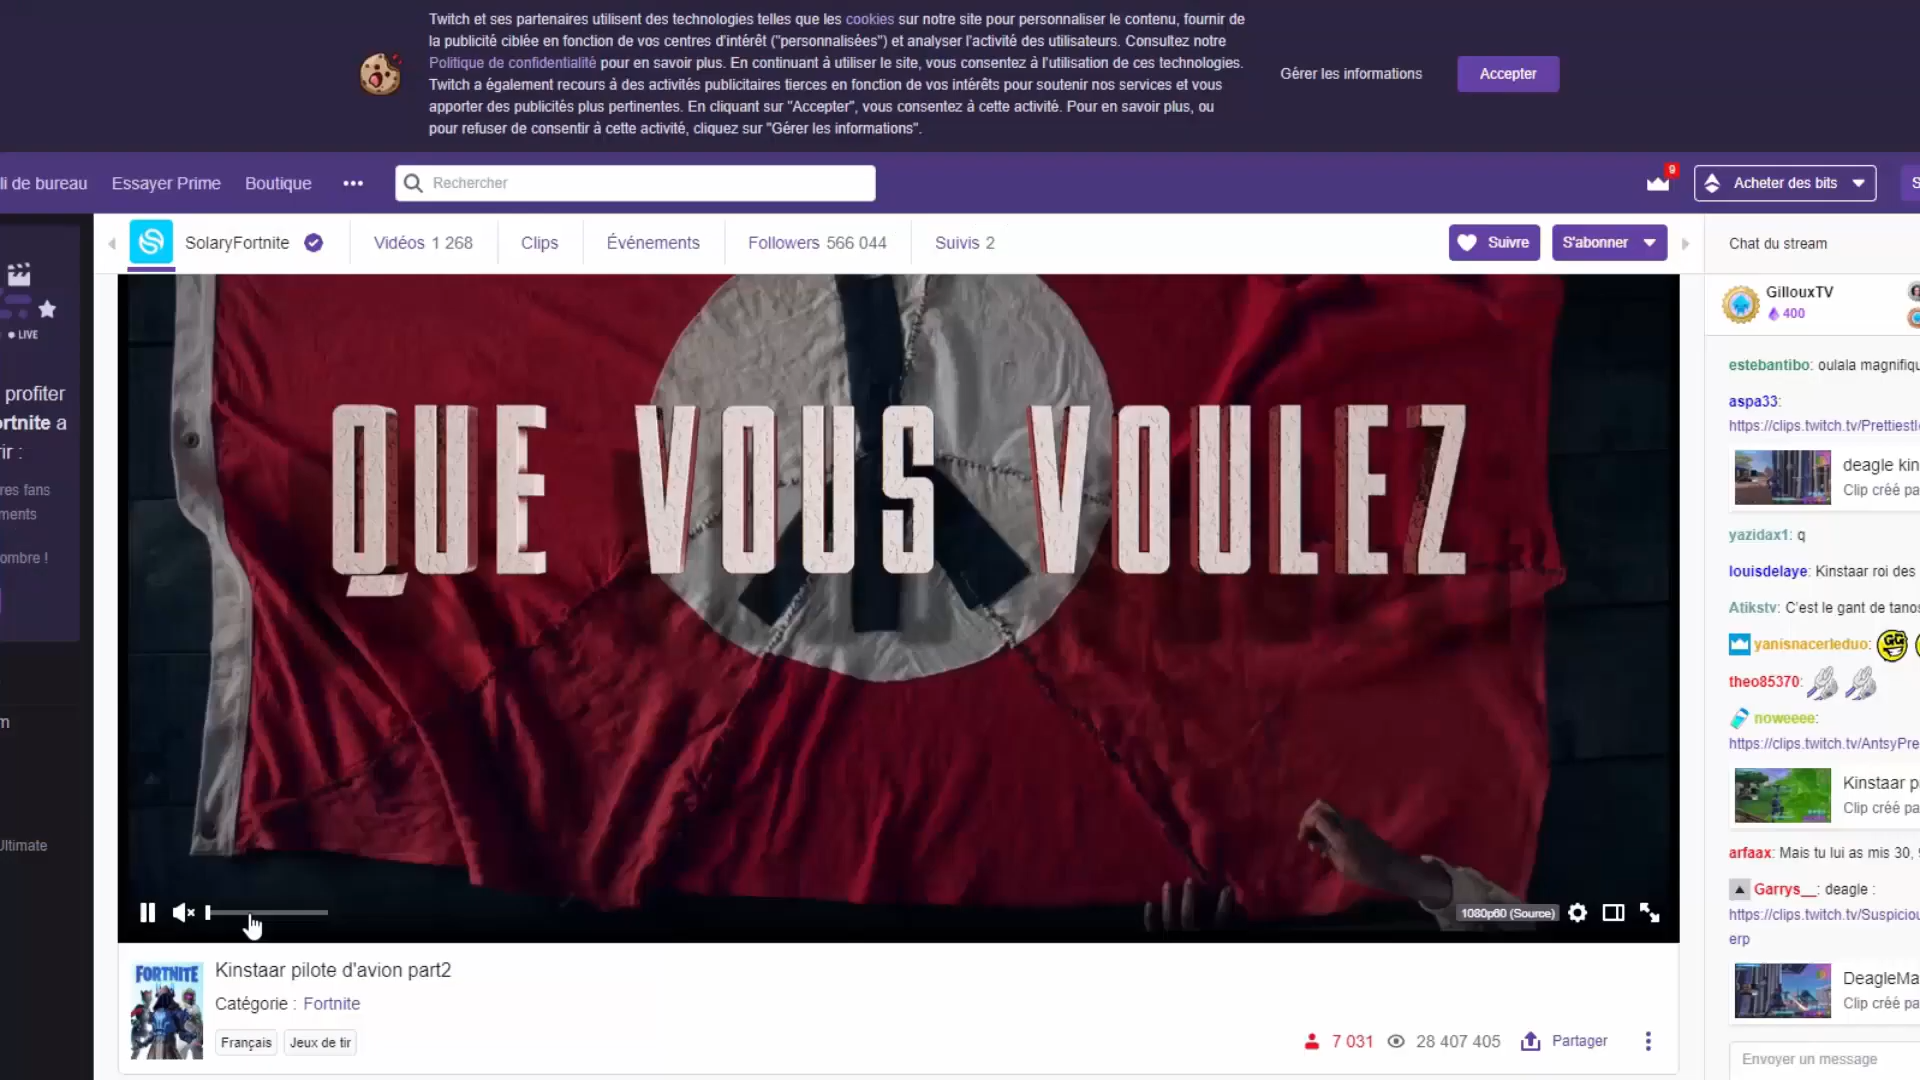 Twitch et ses partenaires utilisent des technologies telles que les cookies sur notre site pour personnaliser le contenu, fournir de
la publicité ciblée en fonction de vos centres d'intérêt ("personnalisées") et analyser l'activité des utilisateurs. Consultez notre
Politique de confidentialité pour en savoir plus. En continuant à utiliser le site, vous consentez à l'utilisation de ces technologies.
Twitch a également recours à des activités publicitaires tierces en fonction de vos intérêts pour soutenir nos services et vous
apporter des publicités plus pertinentes. En cliquant sur "Accepter", vous consentez à cette activité. Pour en savoir plus, ou
pour refuser de consentir à cette activité, cliquez sur "Gérer les informations".
Gérer les informations
Accepter
li de bureau
Essayer Prime
Boutique
Rechercher
9
Acheter des bits
S
SolaryFortnite
Vidéos 1 268
Clips
Événements
Followers 566 044
Suivis 2
Suivre
S'abonner
Chat du stream
LIVE
profiter
ortnite a
rir :
res fans
ments
ombre !
m
Ultimate
QUE VOUS VOULEZ
1080p60 (Source)
FORTNITE
Kinstaar pilote d'avion part2
Catégorie : Fortnite
Français
Jeux de tir
7 031
28 407 405
Partager
GillouxTV
400
estebantibo: oulala magnifiqu
aspa33:
https://clips.twitch.tv/Prettiestl
deagle kin
Clip créé pa
yazidax1: q
louisdelaye: Kinstaar roi des
Atikstv: C'est le gant de tanos
yanisnacerleduo:
GG
theo85370:
noweeee:
https://clips.twitch.tv/AntsyPre
Kinstaar p
Clip créé pa
arfaax: Mais tu lui as mis 30, 9
Garrys__: deagle :
https://clips.twitch.tv/Suspiciou
erp
DeagleMa
Clip créé pa
Envoyer un message